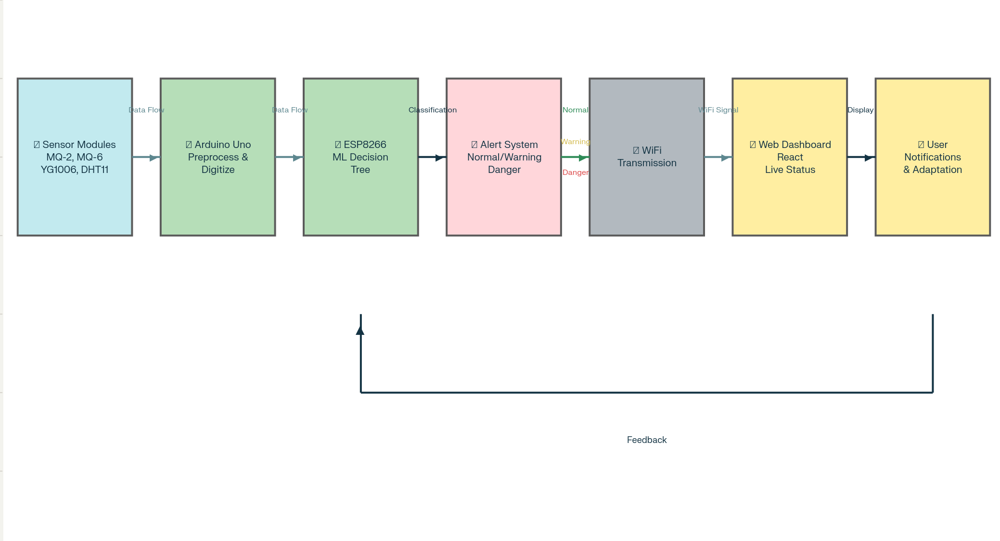 Data Flow
Data Flow
Classification
Normal
Warning
Danger
WiFi Signal
Display
Sensor Modules
MQ-2, MQ-6
YG1006, DHT11
Arduino Uno
Preprocess &
Digitize
ESP8266
ML Decision
Tree
Alert System
Normal/Warning
Danger
WiFi
Transmission
Web Dashboard
React
Live Status
User
Notifications
& Adaptation
Feedback